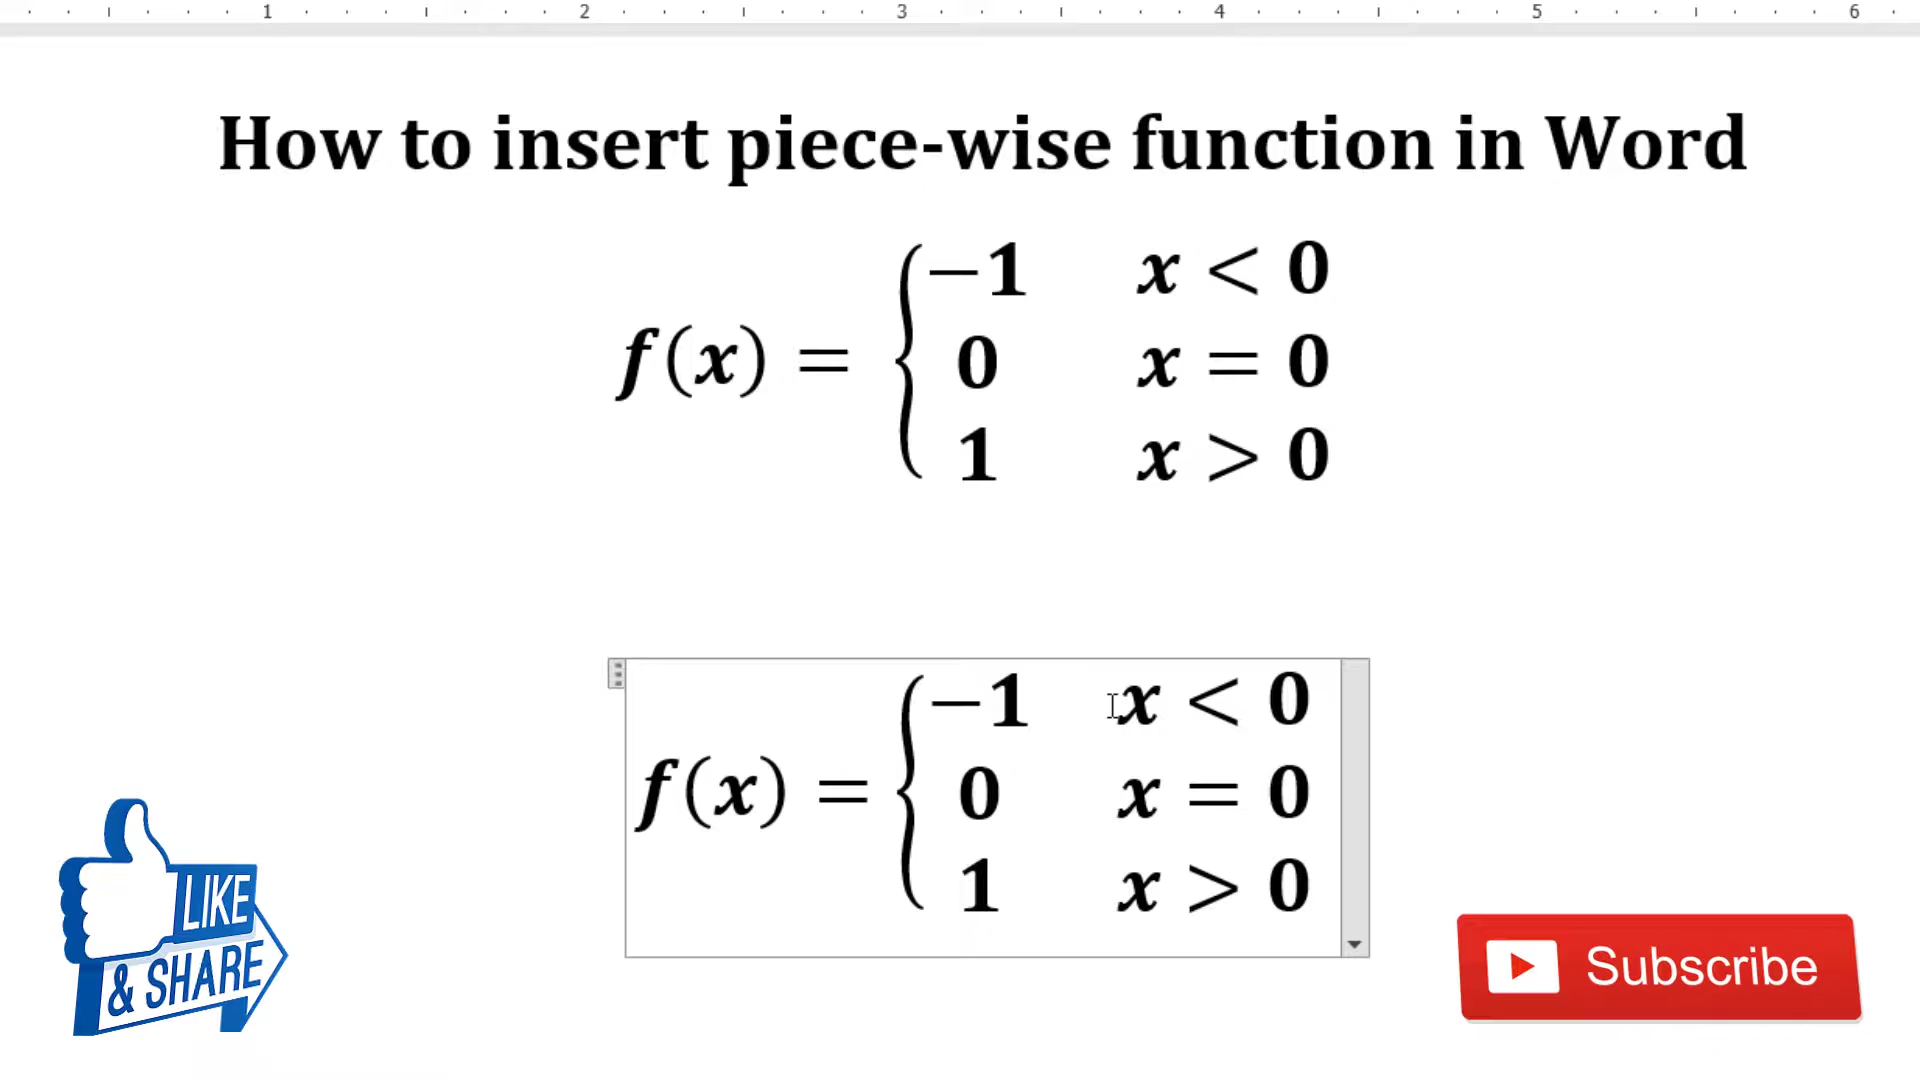 1 2 3 4 5 6
How to insert piece-wise function in Word
f(x) = { −1 x < 0
0 x = 0
1 x > 0
f(x) = { −1 x < 0
0 x = 0
1 x > 0
LIKE
& SHARE
Subscribe